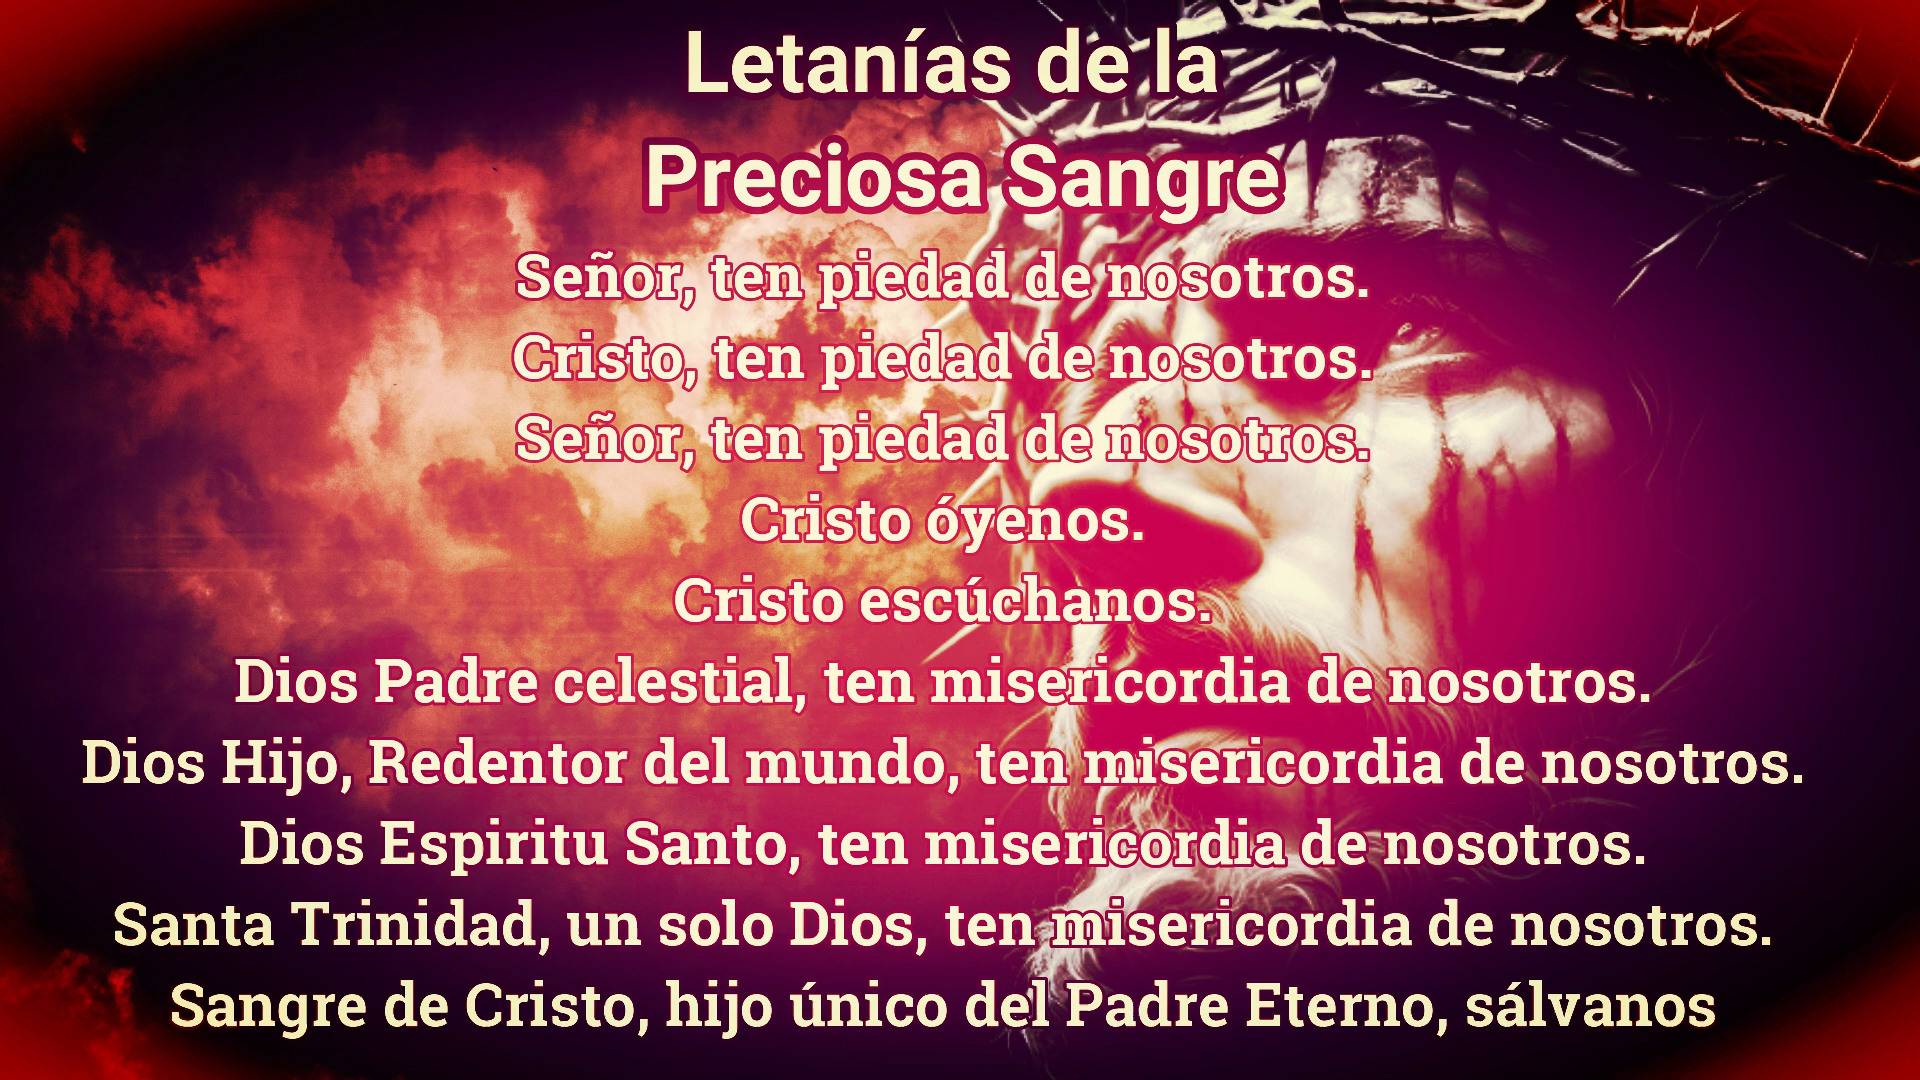 Letanías de la
Preciosa Sangre
Señor, ten piedad de nosotros.
Cristo, ten piedad de nosotros.
Señor, ten piedad de nosotros.
Cristo óyenos.
Cristo escúchanos.
Dios Padre celestial, ten misericordia de nosotros.
Dios Hijo, Redentor del mundo, ten misericordia de nosotros.
Dios Espiritu Santo, ten misericordia de nosotros.
Santa Trinidad, un solo Dios, ten misericordia de nosotros.
Sangre de Cristo, hijo único del Padre Eterno, sálvanos